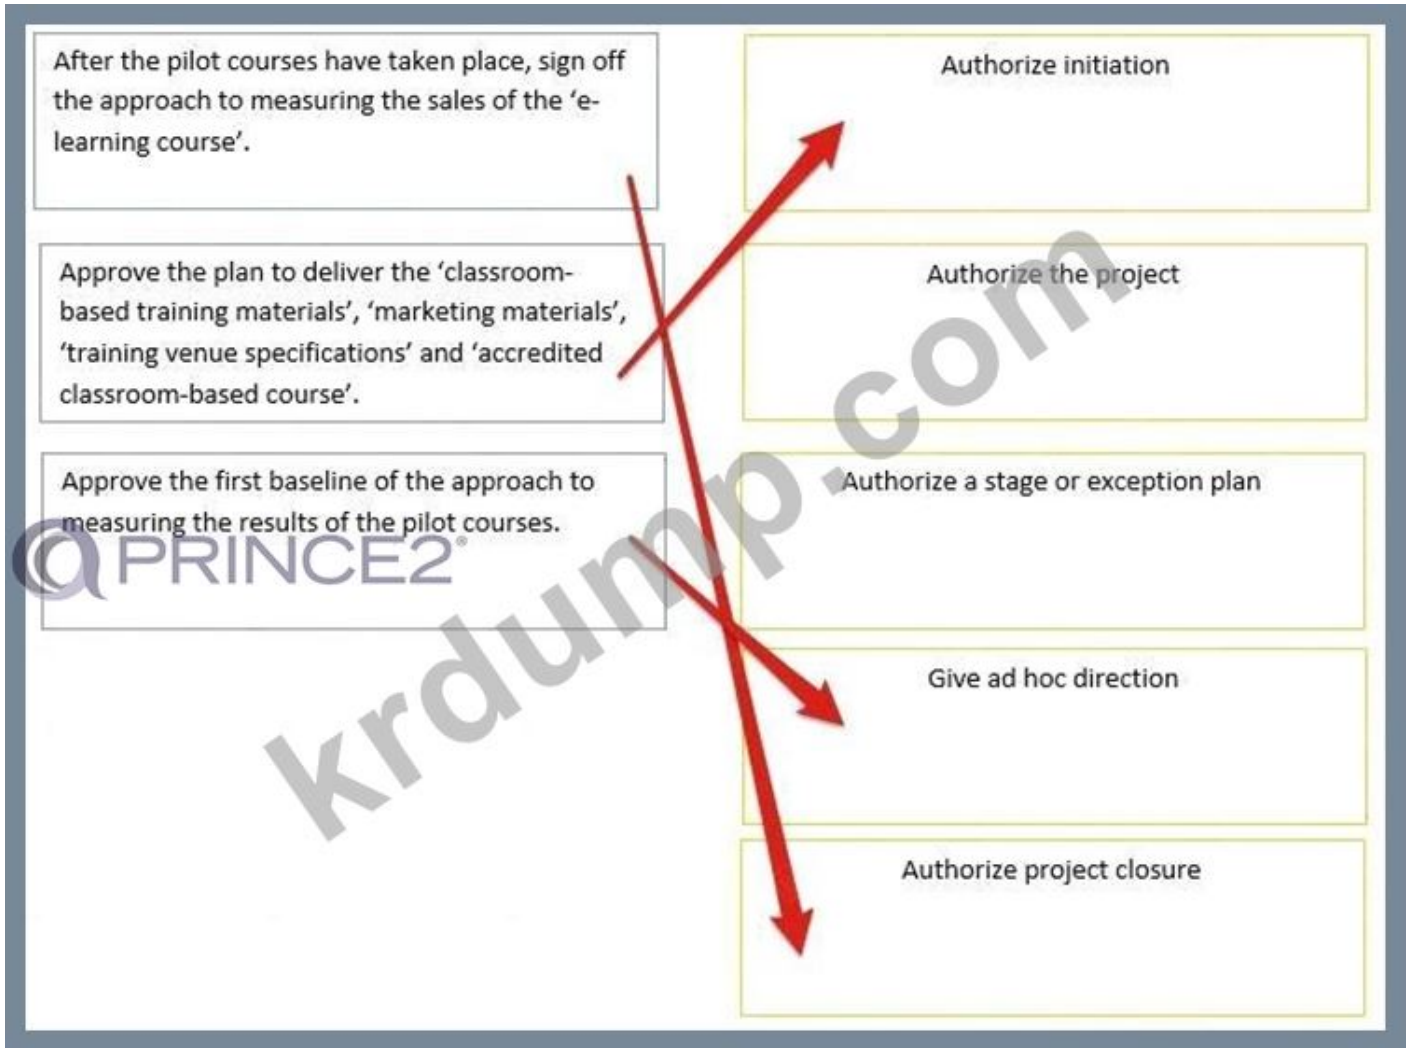 After the pilot courses have taken place, sign off
the approach to measuring the sales of the ‘e-
learning course’.
Authorize initiation
Approve the plan to deliver the ‘classroom-
based training materials’, ‘marketing materials’,
‘training venue specifications’ and ‘accredited
classroom-based course’.
Authorize the project
Approve the first baseline of the approach to
measuring the results of the pilot courses.
PRINCE2®
Authorize a stage or exception plan
Give ad hoc direction
Authorize project closure
krdump.com